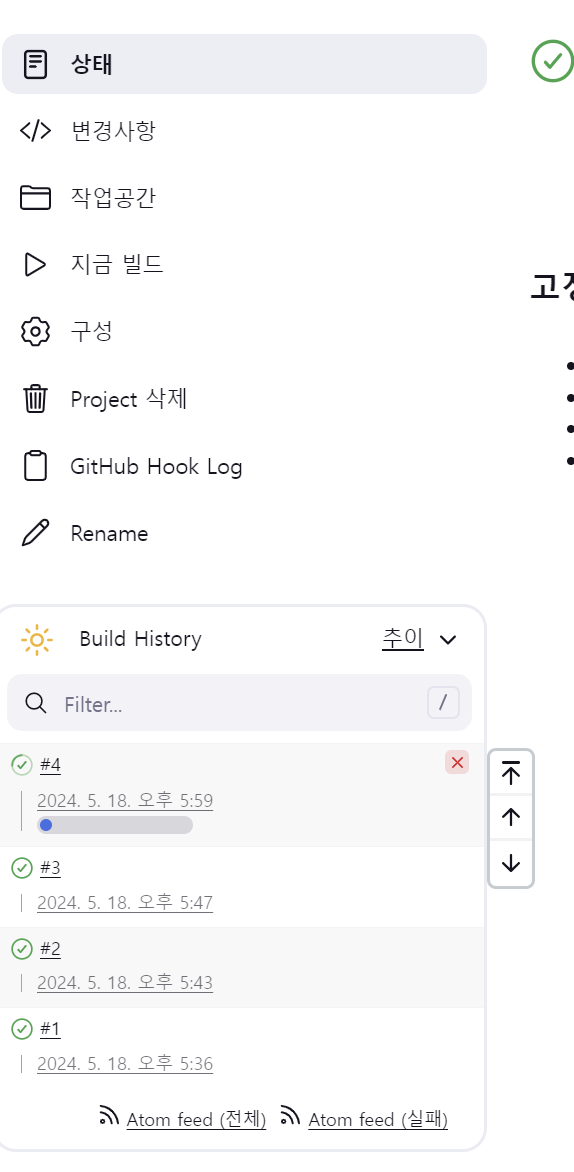 상태
변경사항
작업공간
지금 빌드
고정
구성
Project 삭제
GitHub Hook Log
Rename
Build History 추이
Filter... /
#4
2024. 5. 18. 오후 5:59
#3
2024. 5. 18. 오후 5:47
#2
2024. 5. 18. 오후 5:43
#1
2024. 5. 18. 오후 5:36
Atom feed (전체) Atom feed (실패)